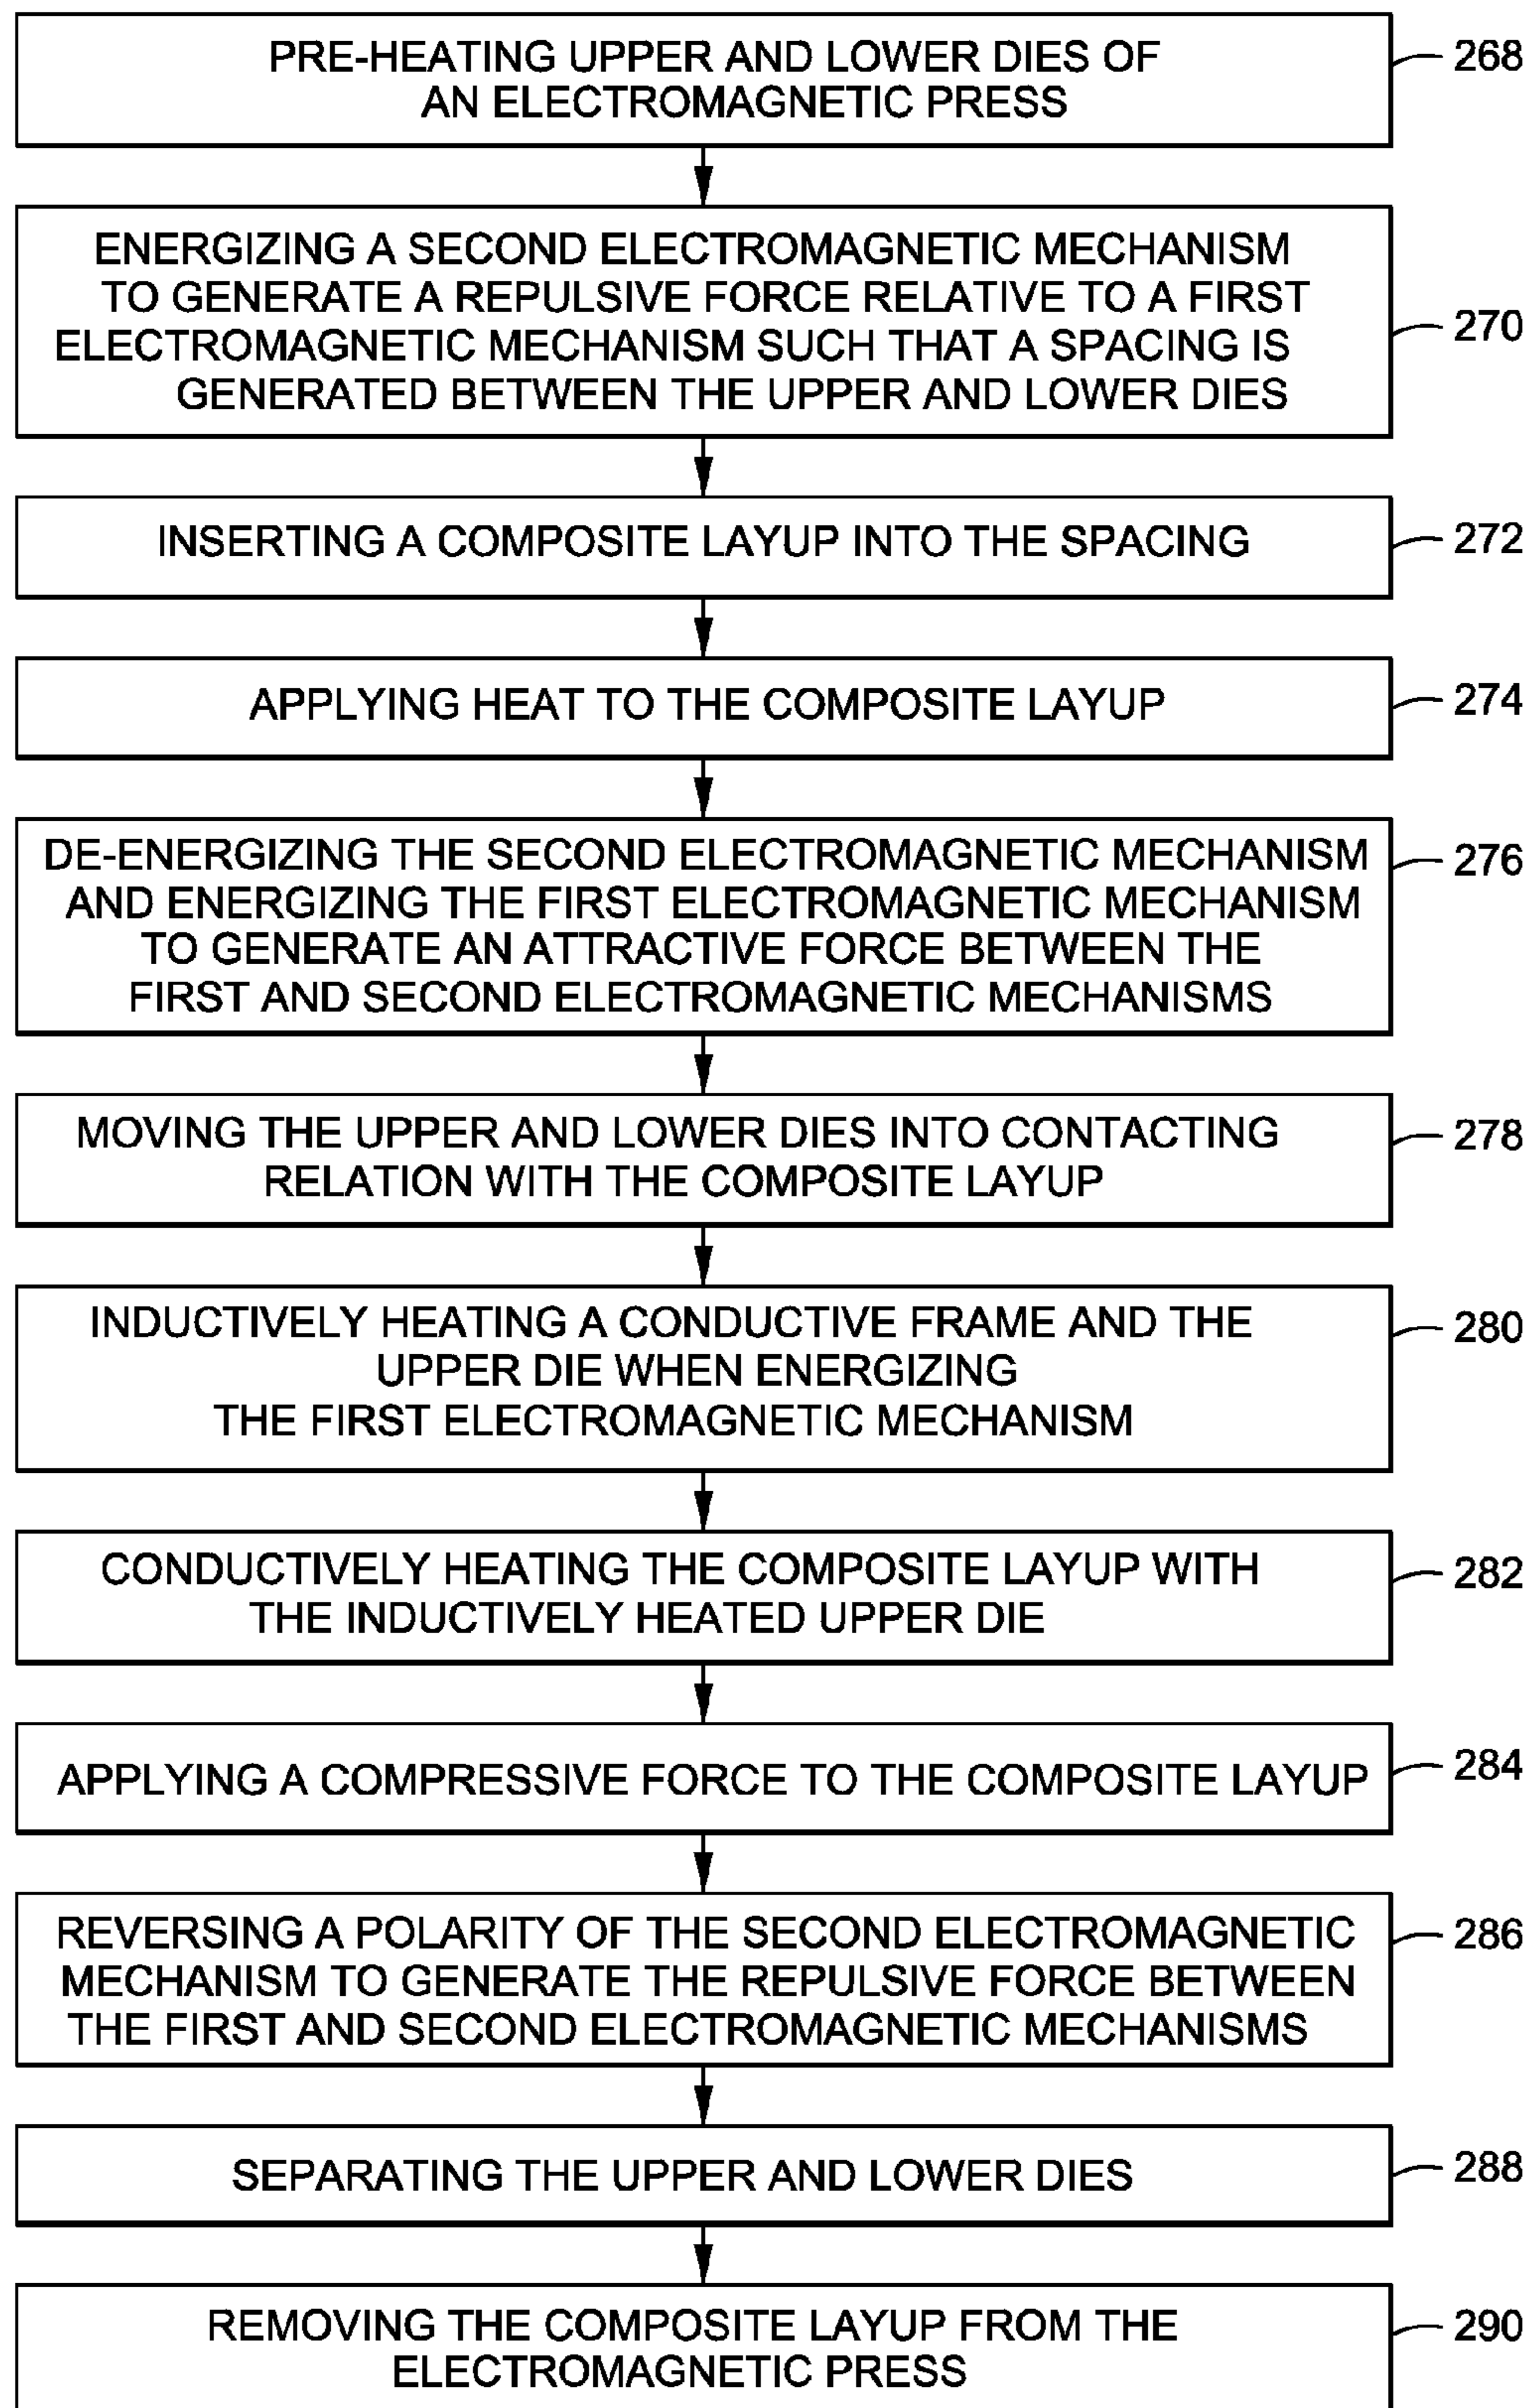 PRE-HEATING UPPER AND LOWER DIES OF
AN ELECTROMAGNETIC PRESS
268
ENERGIZING A SECOND ELECTROMAGNETIC MECHANISM
TO GENERATE A REPULSIVE FORCE RELATIVE TO A FIRST
ELECTROMAGNETIC MECHANISM SUCH THAT A SPACING IS
GENERATED BETWEEN THE UPPER AND LOWER DIES
270
INSERTING A COMPOSITE LAYUP INTO THE SPACING
272
APPLYING HEAT TO THE COMPOSITE LAYUP
274
DE-ENERGIZING THE SECOND ELECTROMAGNETIC MECHANISM
AND ENERGIZING THE FIRST ELECTROMAGNETIC MECHANISM
TO GENERATE AN ATTRACTIVE FORCE BETWEEN THE
FIRST AND SECOND ELECTROMAGNETIC MECHANISMS
276
MOVING THE UPPER AND LOWER DIES INTO CONTACTING
RELATION WITH THE COMPOSITE LAYUP
278
INDUCTIVELY HEATING A CONDUCTIVE FRAME AND THE
UPPER DIE WHEN ENERGIZING
THE FIRST ELECTROMAGNETIC MECHANISM
280
CONDUCTIVELY HEATING THE COMPOSITE LAYUP WITH
THE INDUCTIVELY HEATED UPPER DIE
282
APPLYING A COMPRESSIVE FORCE TO THE COMPOSITE LAYUP
284
REVERSING A POLARITY OF THE SECOND ELECTROMAGNETIC
MECHANISM TO GENERATE THE REPULSIVE FORCE BETWEEN
THE FIRST AND SECOND ELECTROMAGNETIC MECHANISMS
286
SEPARATING THE UPPER AND LOWER DIES
288
REMOVING THE COMPOSITE LAYUP FROM THE
ELECTROMAGNETIC PRESS
290